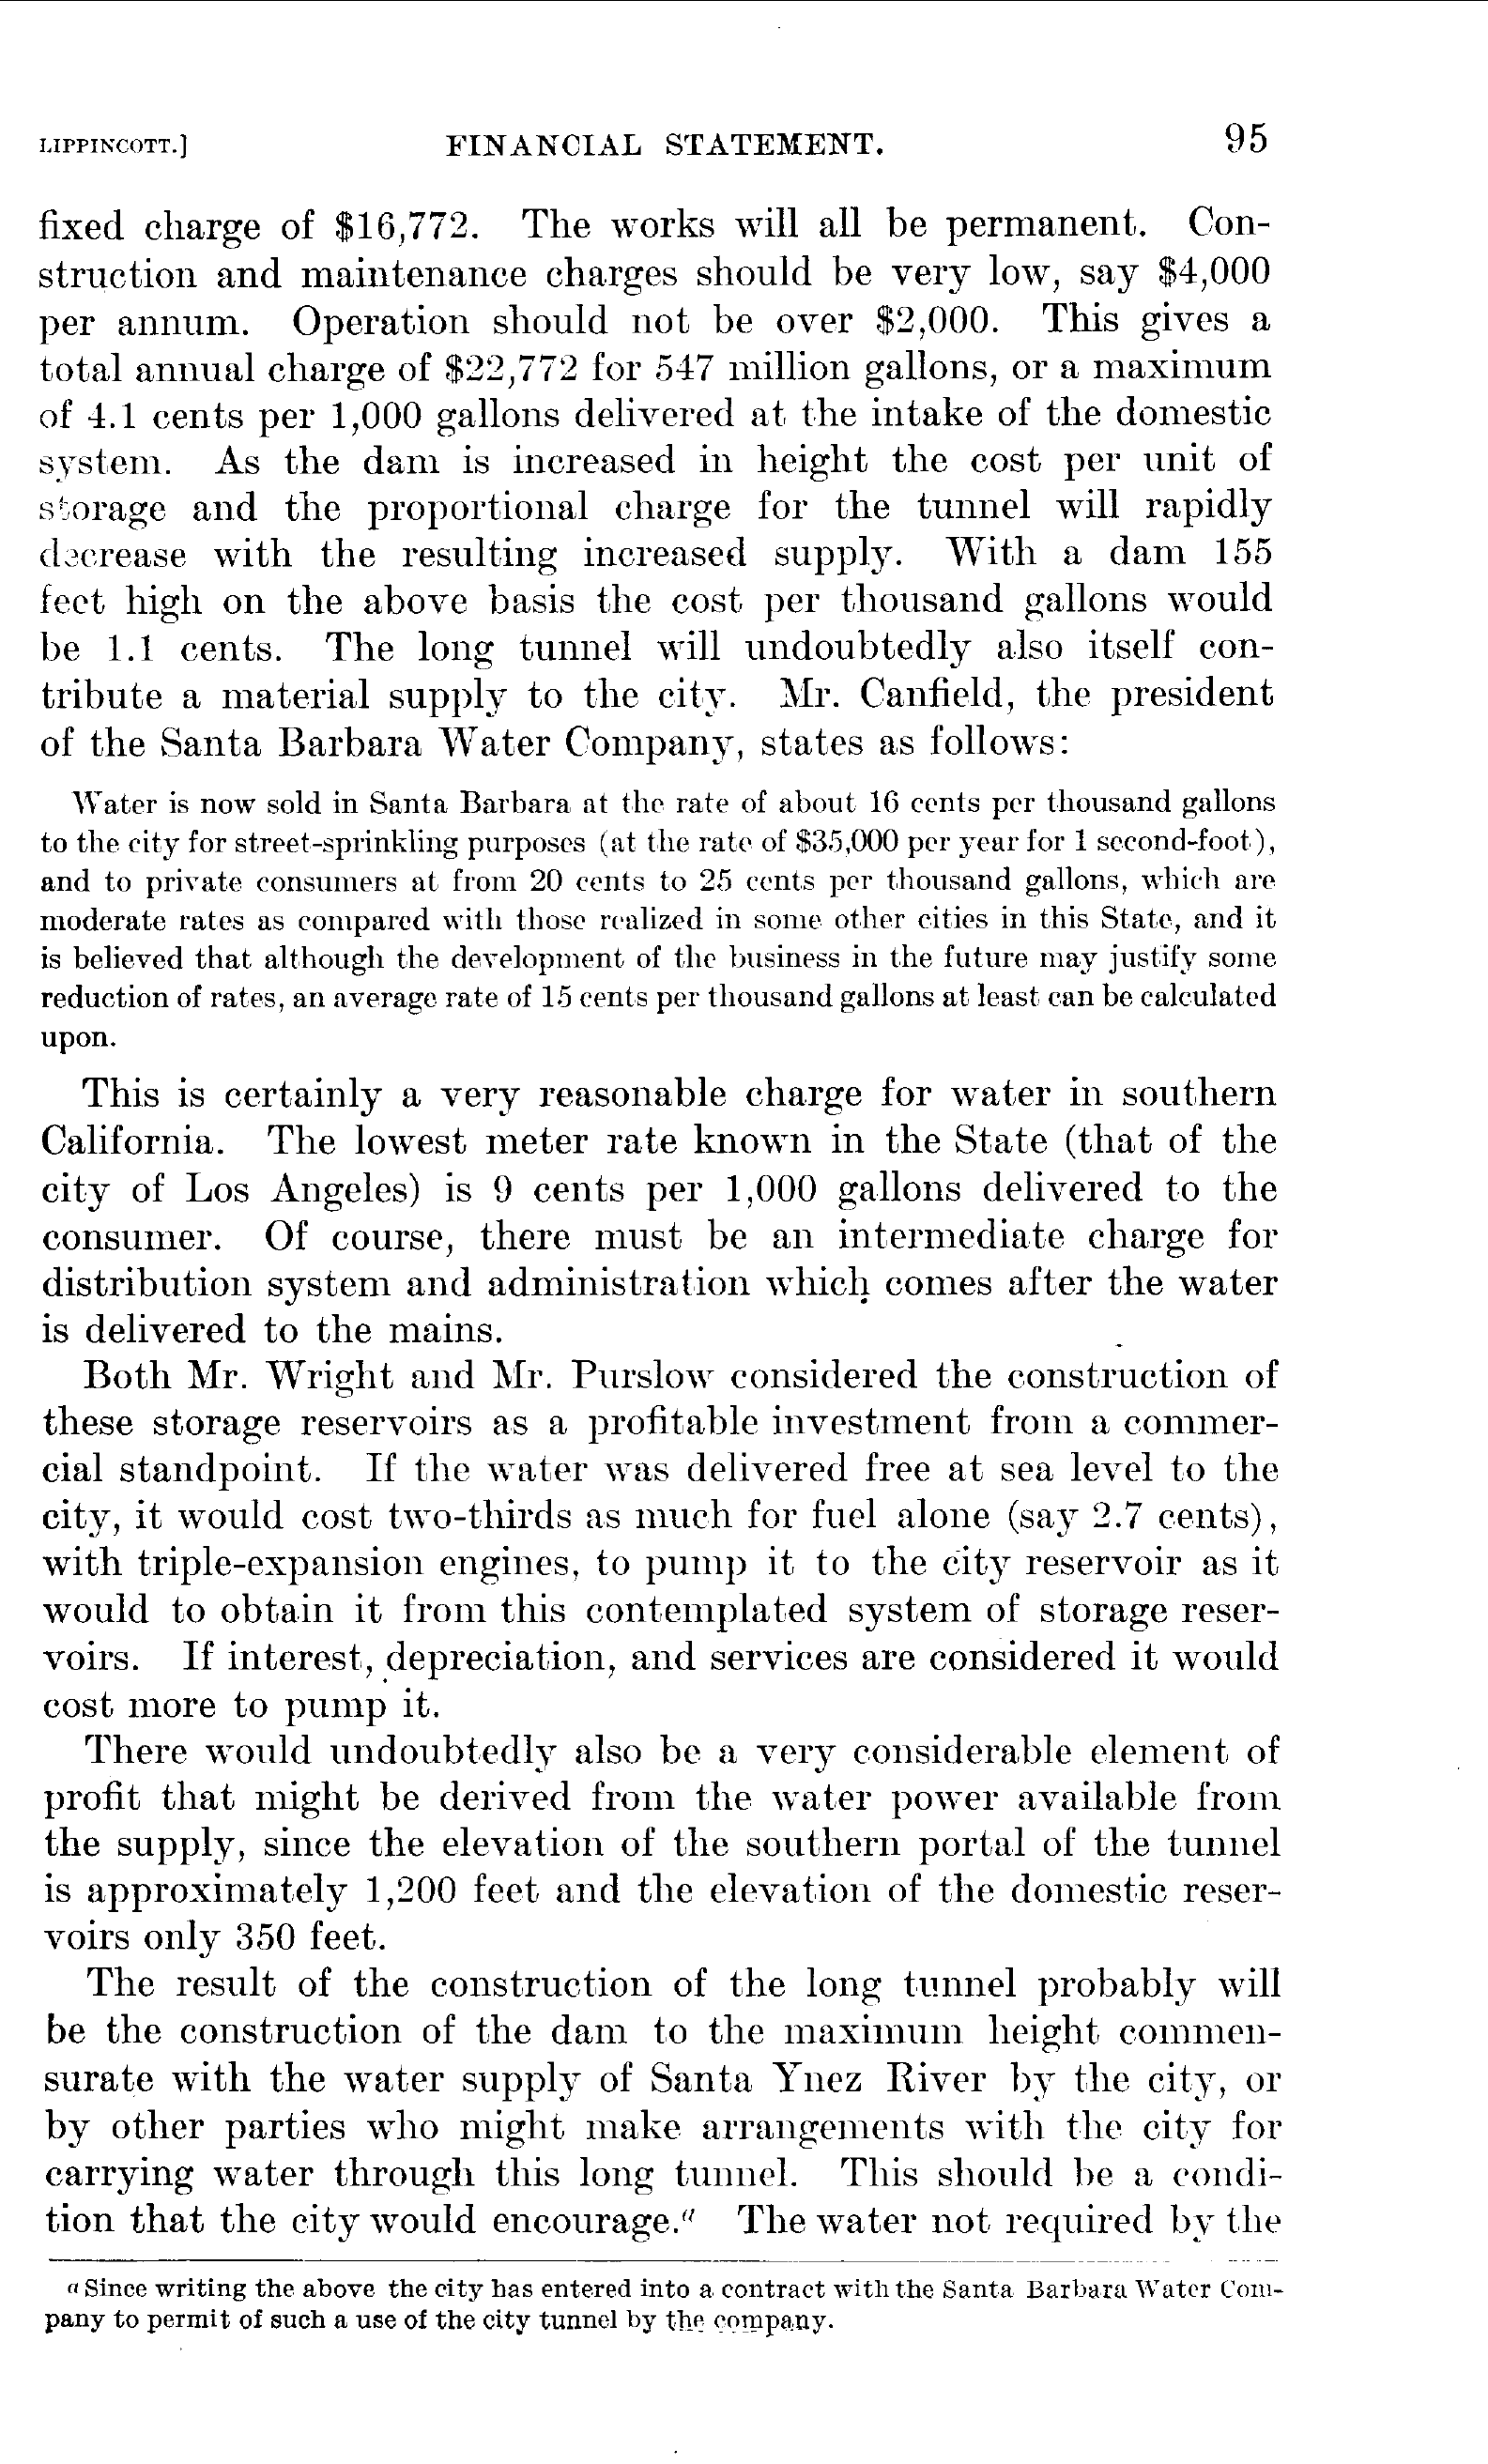 LIPPINCOTT.] FINANCIAL STATEMENT. 95
fixed charge of $16,772. The works will all be permanent. Con-
struction and maintenance charges should be very low, say $4,000
per annum. Operation should not be over $2,000. This gives a
total annual charge of $22,772 for 547 million gallons, or a maximum
of 4.1 cents per 1,000 gallons delivered at the intake of the domestic
system. As the dam is increased in height the cost per unit of
storage and the proportional charge for the tunnel will rapidly
decrease with the resulting increased supply. With a dam 155
feet high on the above basis the cost per thousand gallons would
be 1.1 cents. The long tunnel will undoubtedly also itself con-
tribute a material supply to the city. Mr. Canfield, the president
of the Santa Barbara Water Company, states as follows:
Water is now sold in Santa Barbara at the rate of about 16 cents per thousand gallons
to the city for street-sprinkling purposes (at the rate of $35,000 per year for 1 second-foot),
and to private consumers at from 20 cents to 25 cents per thousand gallons, which are
moderate rates as compared with those realized in some other cities in this State, and it
is believed that although the development of the business in the future may justify some
reduction of rates, an average rate of 15 cents per thousand gallons at least can be calculated
upon.
This is certainly a very reasonable charge for water in southern
California. The lowest meter rate known in the State (that of the
city of Los Angeles) is 9 cents per 1,000 gallons delivered to the
consumer. Of course, there must be an intermediate charge for
distribution system and administration which comes after the water
is delivered to the mains.
Both Mr. Wright and Mr. Purslow considered the construction of
these storage reservoirs as a profitable investment from a commer-
cial standpoint. If the water was delivered free at sea level to the
city, it would cost two-thirds as much for fuel alone (say 2.7 cents),
with triple-expansion engines, to pump it to the city reservoir as it
would to obtain it from this contemplated system of storage reser-
voirs. If interest, depreciation, and services are considered it would
cost more to pump it.
There would undoubtedly also be a very considerable element of
profit that might be derived from the water power available from
the supply, since the elevation of the southern portal of the tunnel
is approximately 1,200 feet and the elevation of the domestic reser-
voirs only 350 feet.
The result of the construction of the long tunnel probably will
be the construction of the dam to the maximum height commen-
surate with the water supply of Santa Ynez River by the city, or
by other parties who might make arrangements with the city for
carrying water through this long tunnel. This should be a condi-
tion that the city would encourage.a The water not required by the
a Since writing the above the city has entered into a contract with the Santa Barbara Water Com-
pany to permit of such a use of the city tunnel by the company.